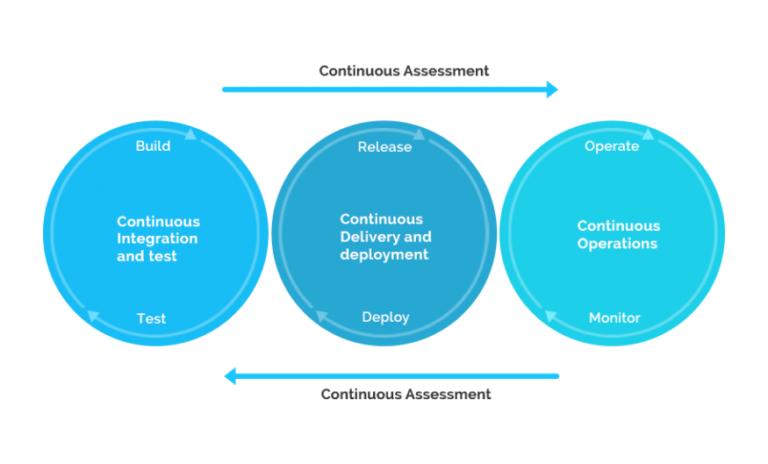 Continuous Assessment
Build
Continuous
Integration
and test
Test
Release
Continuous
Delivery and
deployment
Deploy
Operate
Continuous
Operations
Monitor
Continuous Assessment